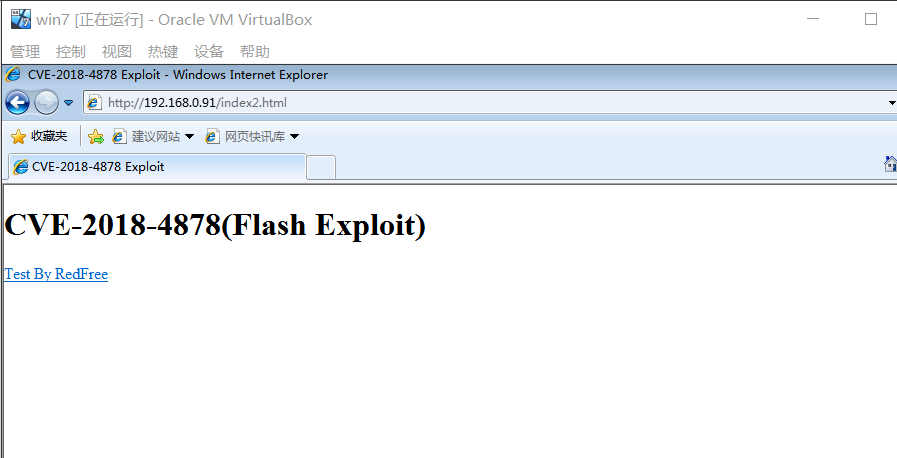 win7 [正在运行] - Oracle VM VirtualBox
管理 控制 视图 热键 设备 帮助
CVE-2018-4878 Exploit - Windows Internet Explorer
http://192.168.0.91/index2.html
收藏夹 建议网站 网页快讯库
CVE-2018-4878 Exploit
CVE-2018-4878(Flash Exploit)
Test By RedFree